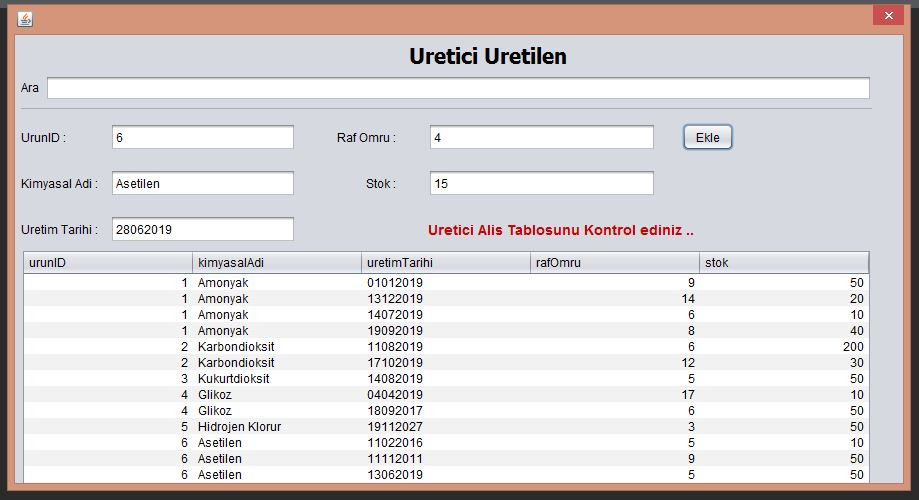 Uretici Uretilen
Ara
UrunID : 6 Raf Omru : 4 Ekle
Kimyasal Adi : Asetilen Stok : 15
Uretim Tarihi : 28062019 Uretici Alis Tablosunu Kontrol ediniz ..
urunID kimyasalAdi uretimTarihi rafOmru stok
1 Amonyak 01012019 9 50
1 Amonyak 13122019 14 20
1 Amonyak 14072019 6 10
1 Amonyak 19092019 8 40
2 Karbondioksit 11082019 6 200
2 Karbondioksit 17102019 12 30
3 Kukurtdioksit 14082019 5 50
4 Glikoz 04042019 17 10
4 Glikoz 18092017 6 50
5 Hidrojen Klorur 19112027 3 50
6 Asetilen 11022016 5 10
6 Asetilen 11112011 9 50
6 Asetilen 13062019 5 50